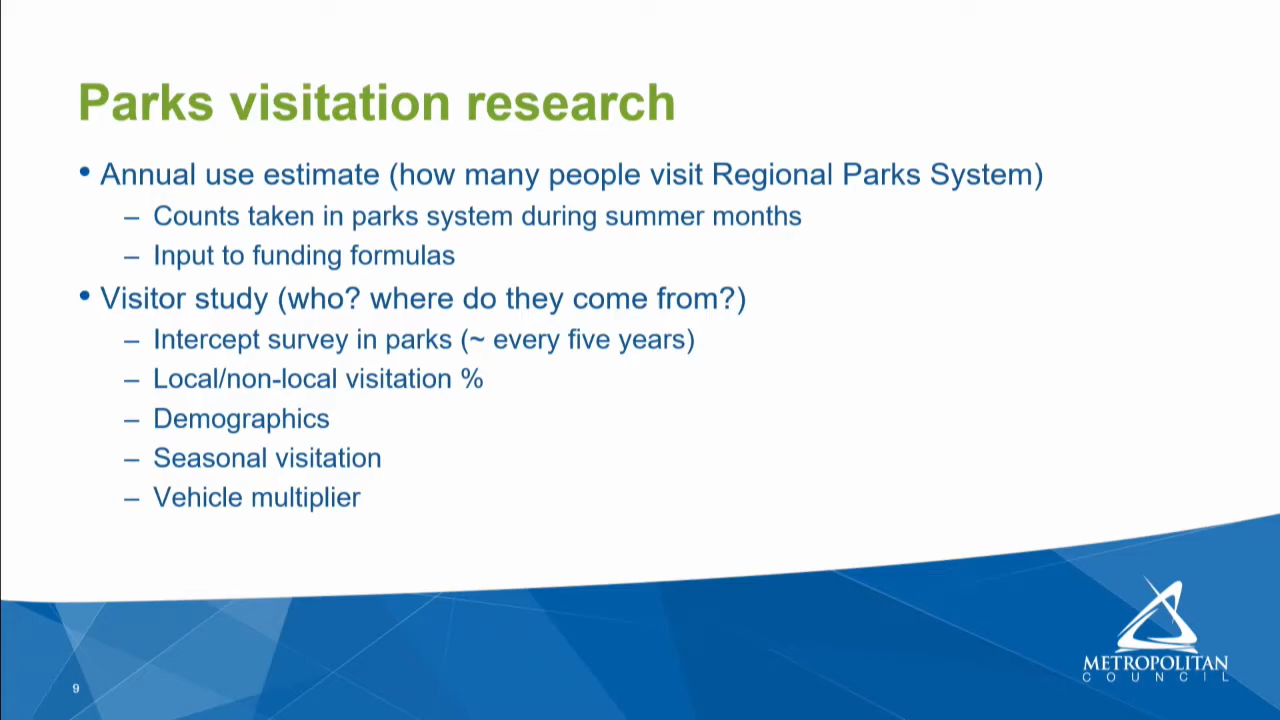 Parks visitation research
• Annual use estimate (how many people visit Regional Parks System)
– Counts taken in parks system during summer months
– Input to funding formulas
• Visitor study (who? where do they come from?)
– Intercept survey in parks (~ every five years)
– Local/non-local visitation %
– Demographics
– Seasonal visitation
– Vehicle multiplier
METROPOLITAN
COUNCIL
9